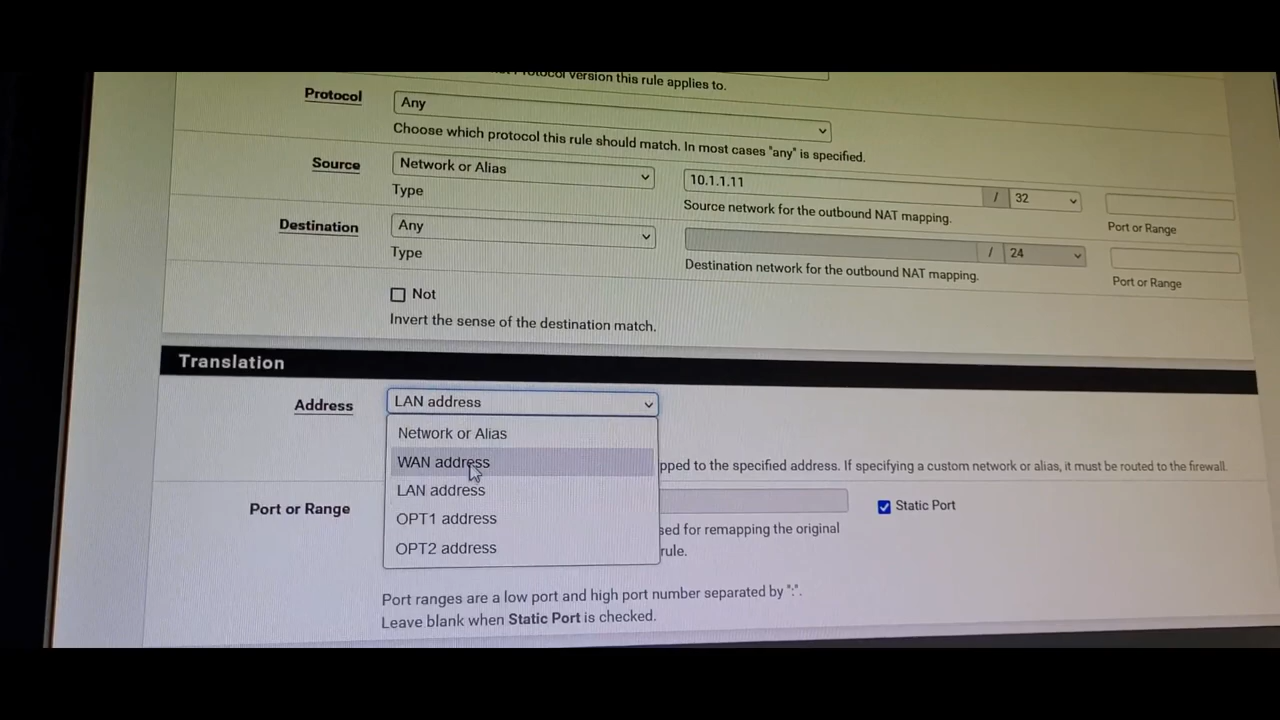 Protocol version this rule applies to.
Protocol
Any
Choose which protocol this rule should match. In most cases "any" is specified.
Source
Network or Alias
10.1.1.11
/
32
Type
Source network for the outbound NAT mapping.
Port or Range
Destination
Any
/
24
Type
Destination network for the outbound NAT mapping.
Port or Range
Not
Invert the sense of the destination match.
Translation
Address
LAN address
Network or Alias
WAN address
pped to the specified address. If specifying a custom network or alias, it must be routed to the firewall.
LAN address
Port or Range
Static Port
OPT1 address
sed for remapping the original
OPT2 address
rule.
Port ranges are a low port and high port number separated by ":".
Leave blank when Static Port is checked.